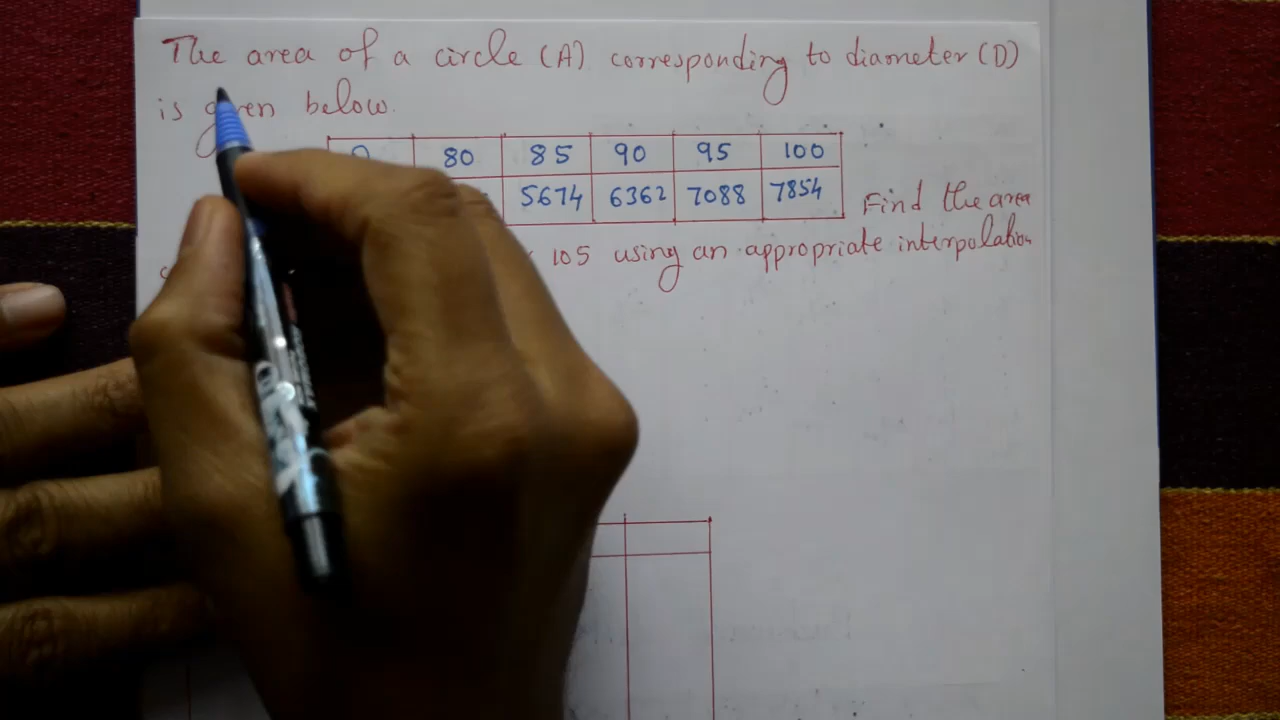 The area of a circle (A) corresponding to diameter (D)
is given below.
80 85 90 95 100
5674 6362 7088 7854 Find the area
105 using an appropriate interpolation